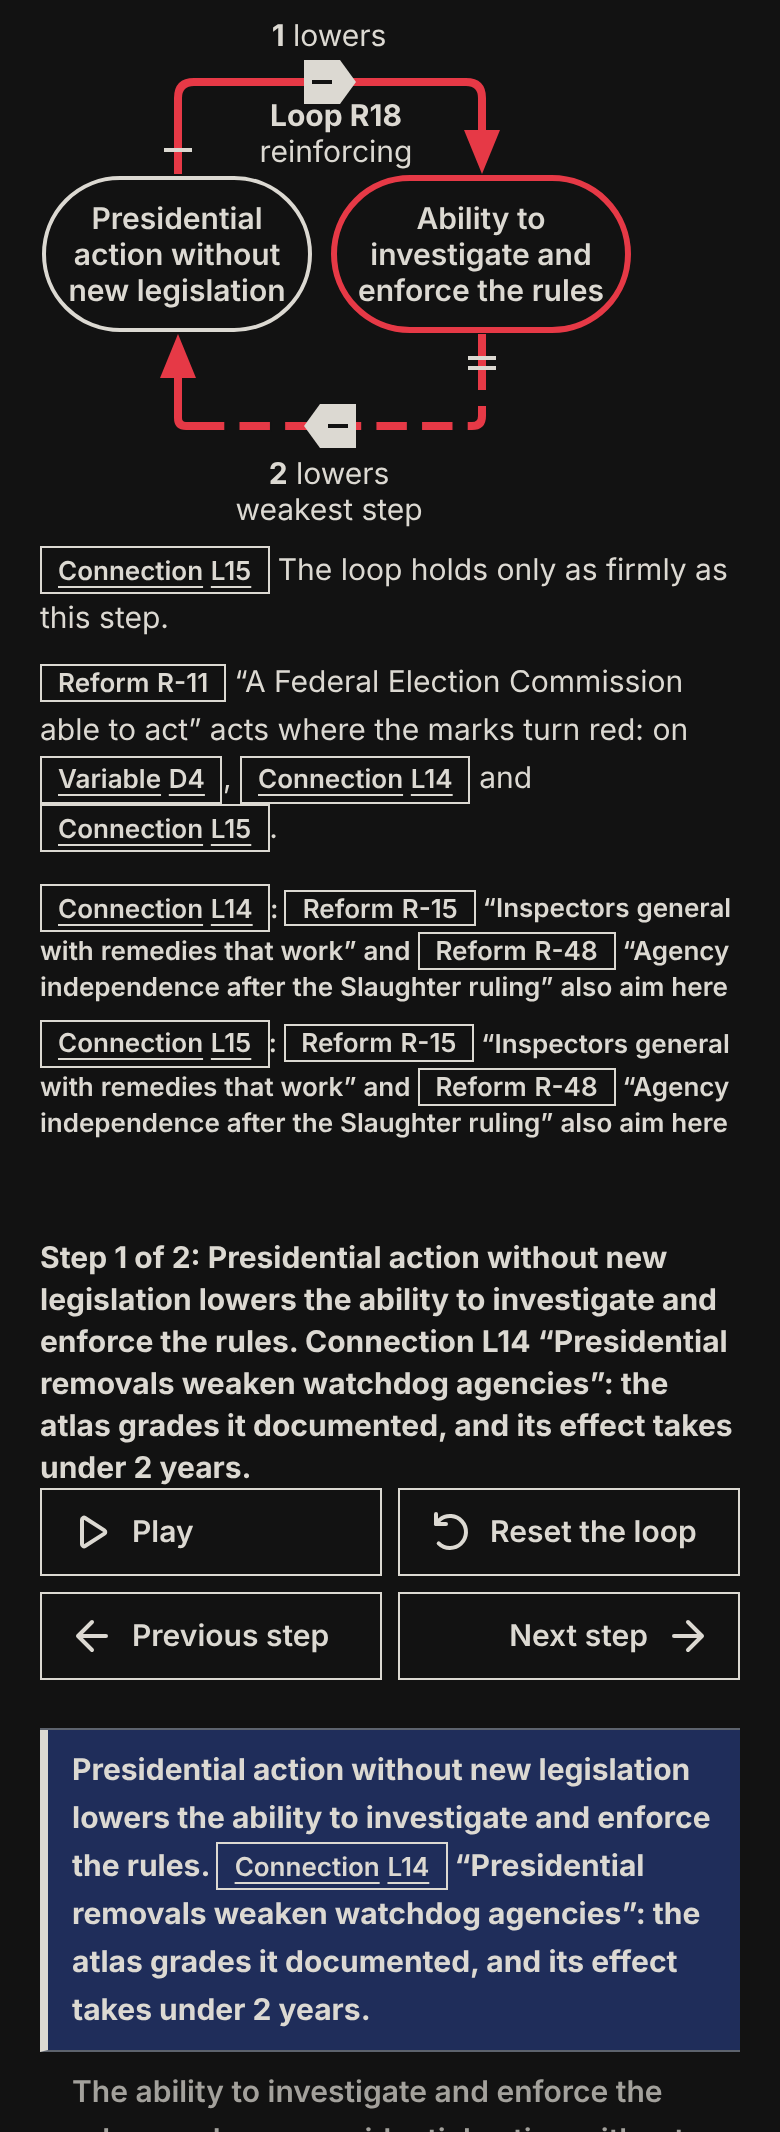 1 lowers
Loop R18
reinforcing
Presidential
action without
new legislation
Ability to
investigate and
enforce the rules
2 lowers
weakest step
Connection L15 The loop holds only as firmly as
this step.
Reform R-11 “A Federal Election Commission
able to act” acts where the marks turn red: on
Variable D4, Connection L14 and
Connection L15.
Connection L14: Reform R-15 “Inspectors general
with remedies that work” and Reform R-48 “Agency
independence after the Slaughter ruling” also aim here
Connection L15: Reform R-15 “Inspectors general
with remedies that work” and Reform R-48 “Agency
independence after the Slaughter ruling” also aim here
Step 1 of 2: Presidential action without new
legislation lowers the ability to investigate and
enforce the rules. Connection L14 “Presidential
removals weaken watchdog agencies”: the
atlas grades it documented, and its effect takes
under 2 years.
Play
Reset the loop
Previous step
Next step
Presidential action without new legislation
lowers the ability to investigate and enforce
the rules. Connection L14 “Presidential
removals weaken watchdog agencies”: the
atlas grades it documented, and its effect
takes under 2 years.
The ability to investigate and enforce the